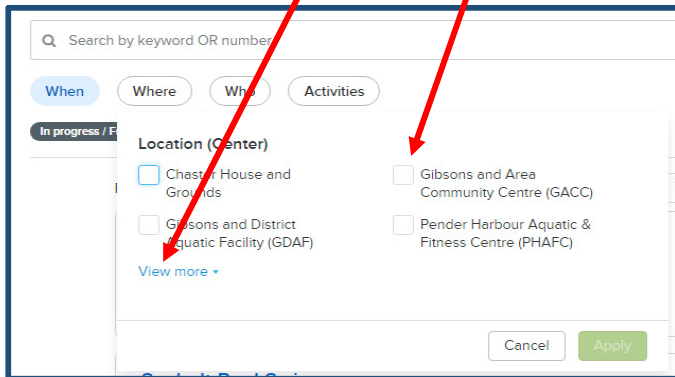 Search by keyword OR number
When Where Who Activities
In progress /
Location (Center)
Chaster House and
Grounds
Gibsons and Area
Community Centre (GACC)
Gibsons and District
Aquatic Facility (GDAF)
Pender Harbour Aquatic &
Fitness Centre (PHAFC)
View more
Cancel Apply